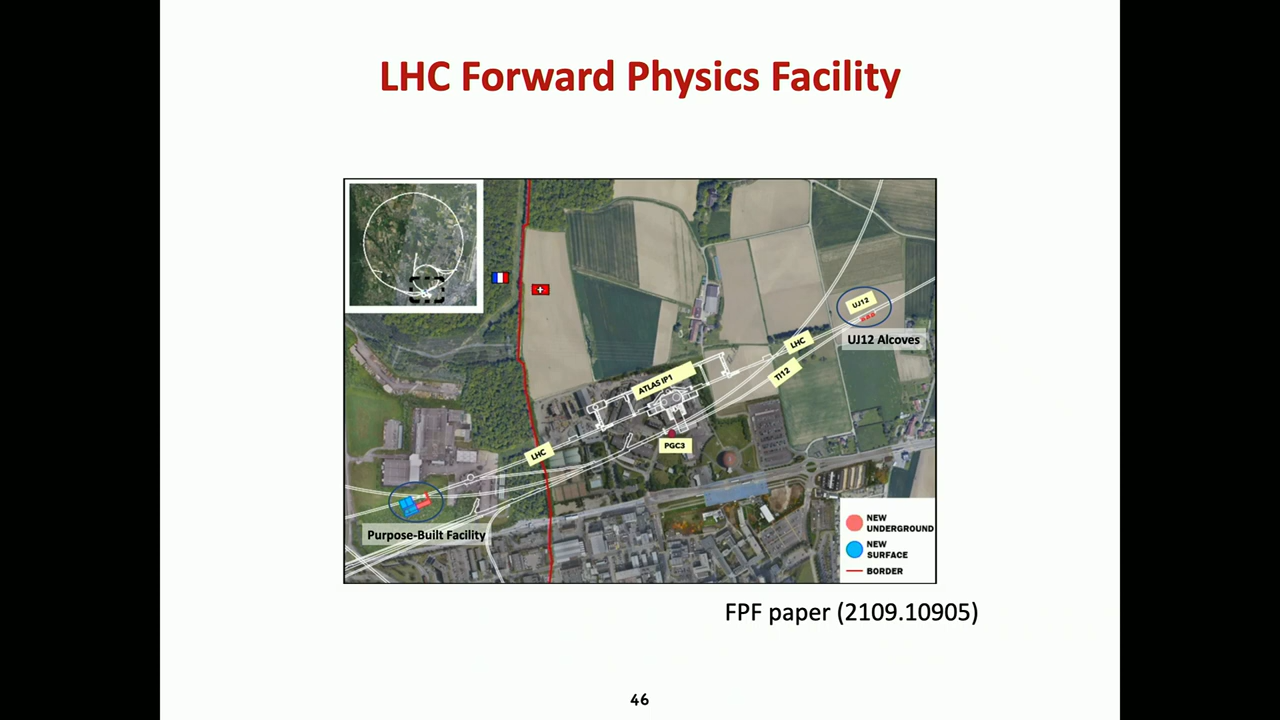 LHC Forward Physics Facility
UJ12
UJ12 Alcoves
LHC
TI12
ATLAS IP1
PGC3
LHC
Purpose-Built Facility
NEW
UNDERGROUND
NEW
SURFACE
BORDER
FPF paper (2109.10905)
46